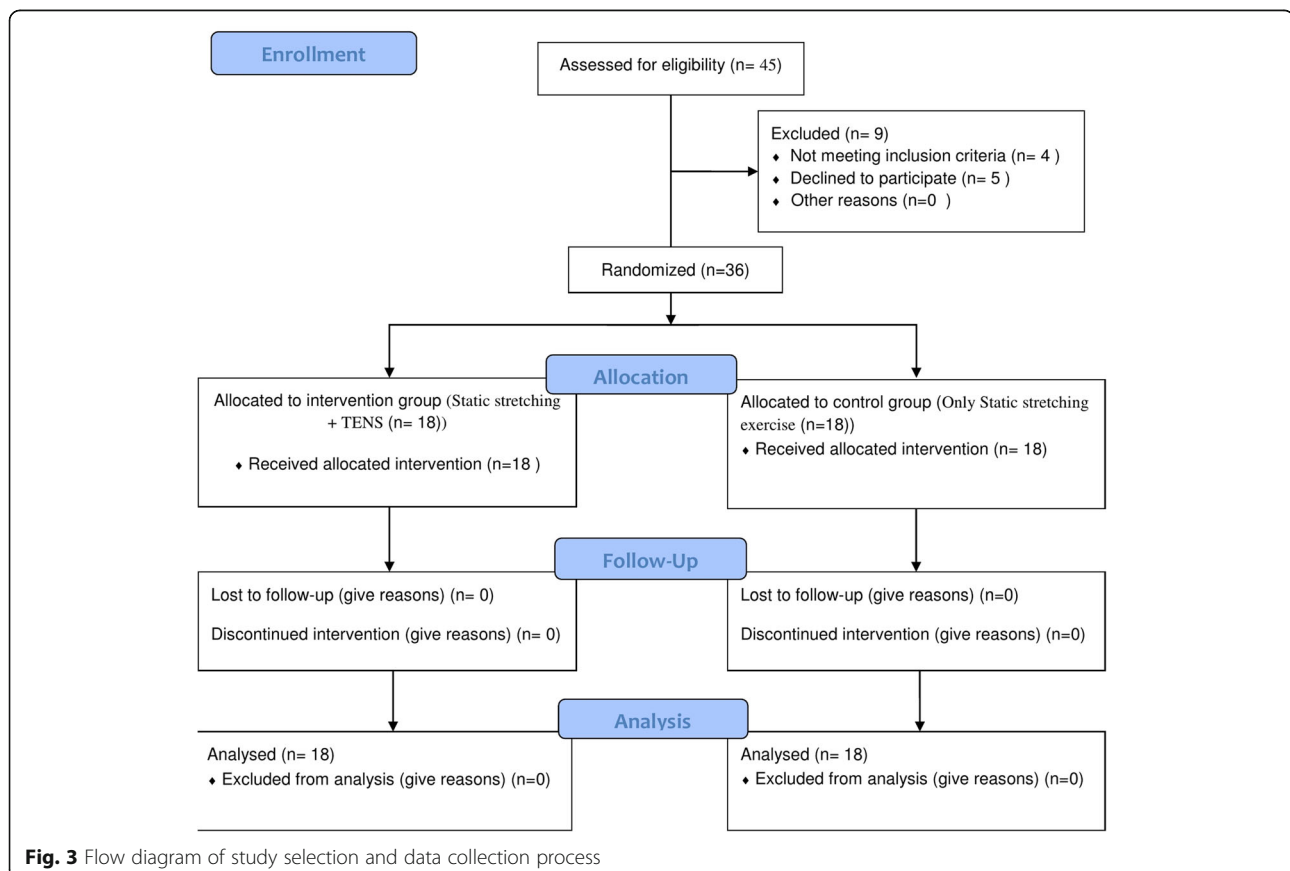 Enrollment
Assessed for eligibility (n= 45)
Excluded (n= 9)
♦ Not meeting inclusion criteria (n= 4 )
♦ Declined to participate (n= 5 )
♦ Other reasons (n=0 )
Randomized (n=36)
Allocation
Allocated to intervention group (Static stretching
+ TENS (n= 18))
♦ Received allocated intervention (n=18 )
Allocated to control group (Only Static stretching
exercise (n=18))
♦ Received allocated intervention (n= 18)
Follow-Up
Lost to follow-up (give reasons) (n= 0)
Discontinued intervention (give reasons) (n= 0)
Lost to follow-up (give reasons) (n=0)
Discontinued intervention (give reasons) (n=0)
Analysis
Analysed (n= 18)
♦ Excluded from analysis (give reasons) (n=0)
Analysed (n= 18)
♦ Excluded from analysis (give reasons) (n=0)
Fig. 3 Flow diagram of study selection and data collection process